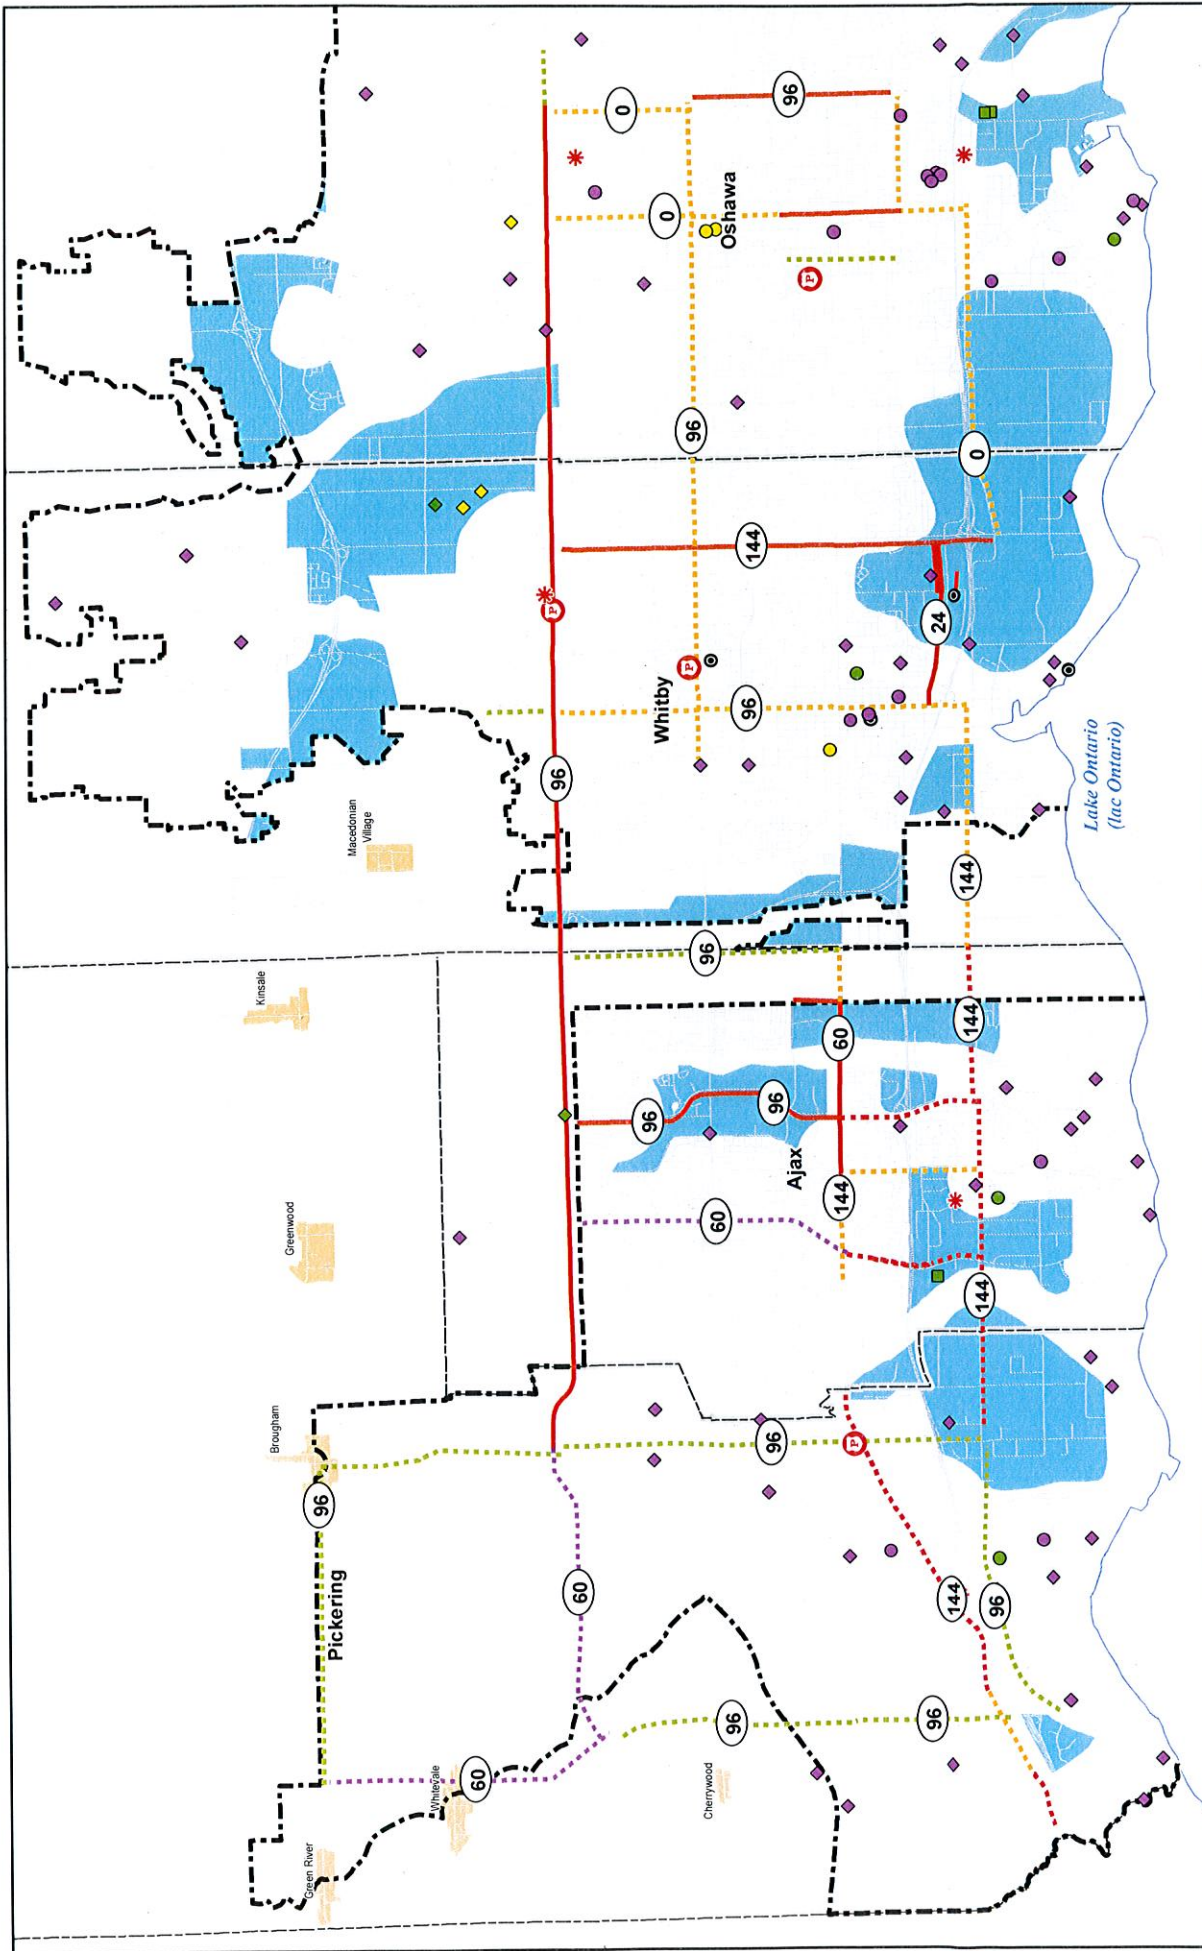 Kinsale
Brougham
Greenwood
Green River
96
Pickering
Macedonian
Village
Whitevale
60
P
96
60
0
96
Whitby
0
P
96
96
Cherrywood
60
Oshawa
96
96
144
96
96
96
Ajax
P
60
144
P
96
24
144
144
144
0
144
96
Lake Ontario
(lac Ontario)